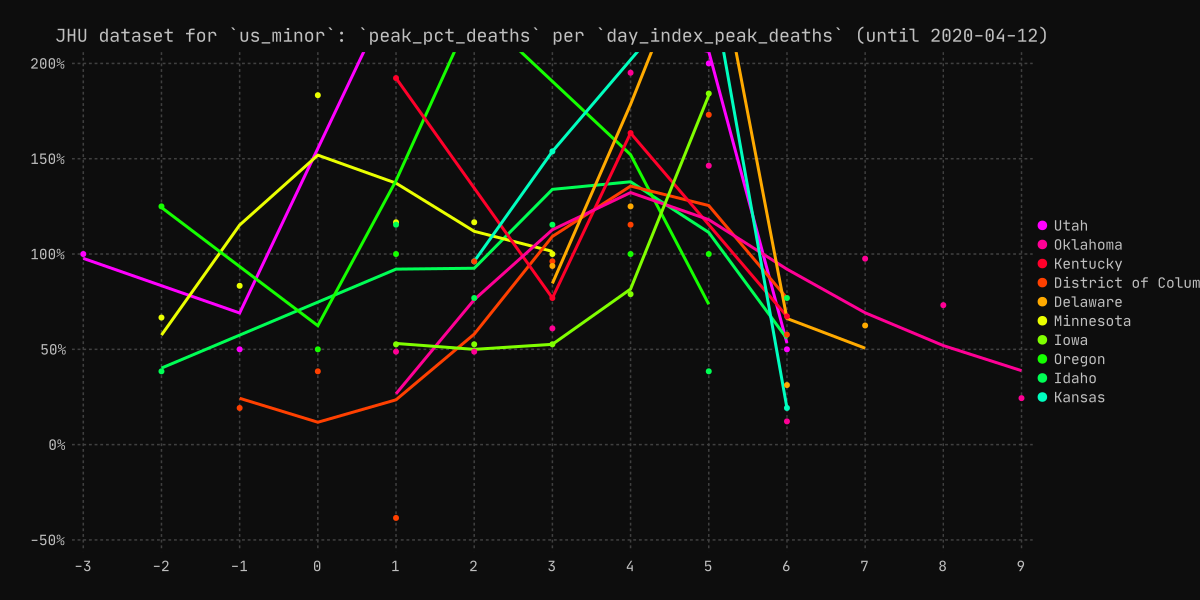 JHU dataset for `us_minor`: `peak_pct_deaths` per `day_index_peak_deaths` (until 2020-04-12)
200%
150%
100%
50%
0%
-50%
-3 -2 -1 0 1 2 3 4 5 6 7 8 9
Utah
Oklahoma
Kentucky
District of Colum
Delaware
Minnesota
Iowa
Oregon
Idaho
Kansas